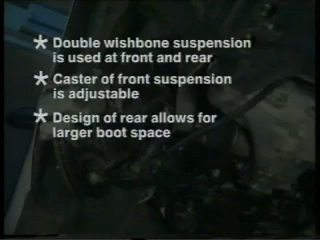 * Double wishbone suspension
is used at front and rear
* Caster of front suspension
is adjustable
* Design of rear allows for
larger boot space